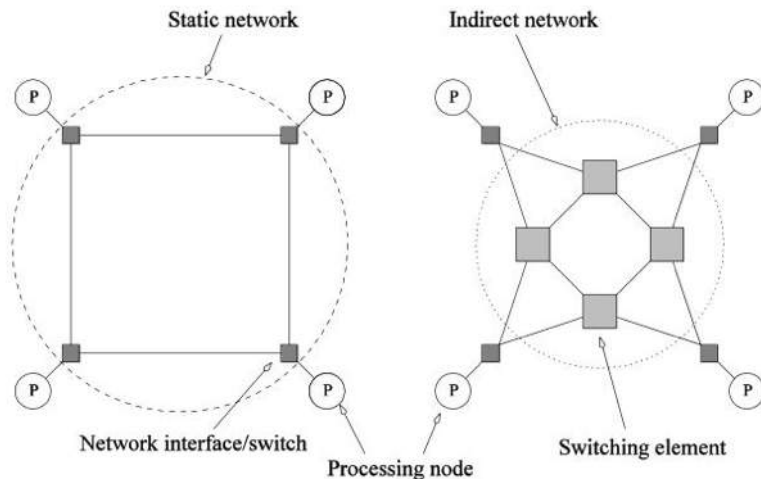 Static network
Indirect network
P
P
P
P
P
P
P
P
Network interface/switch
Processing node
Switching element